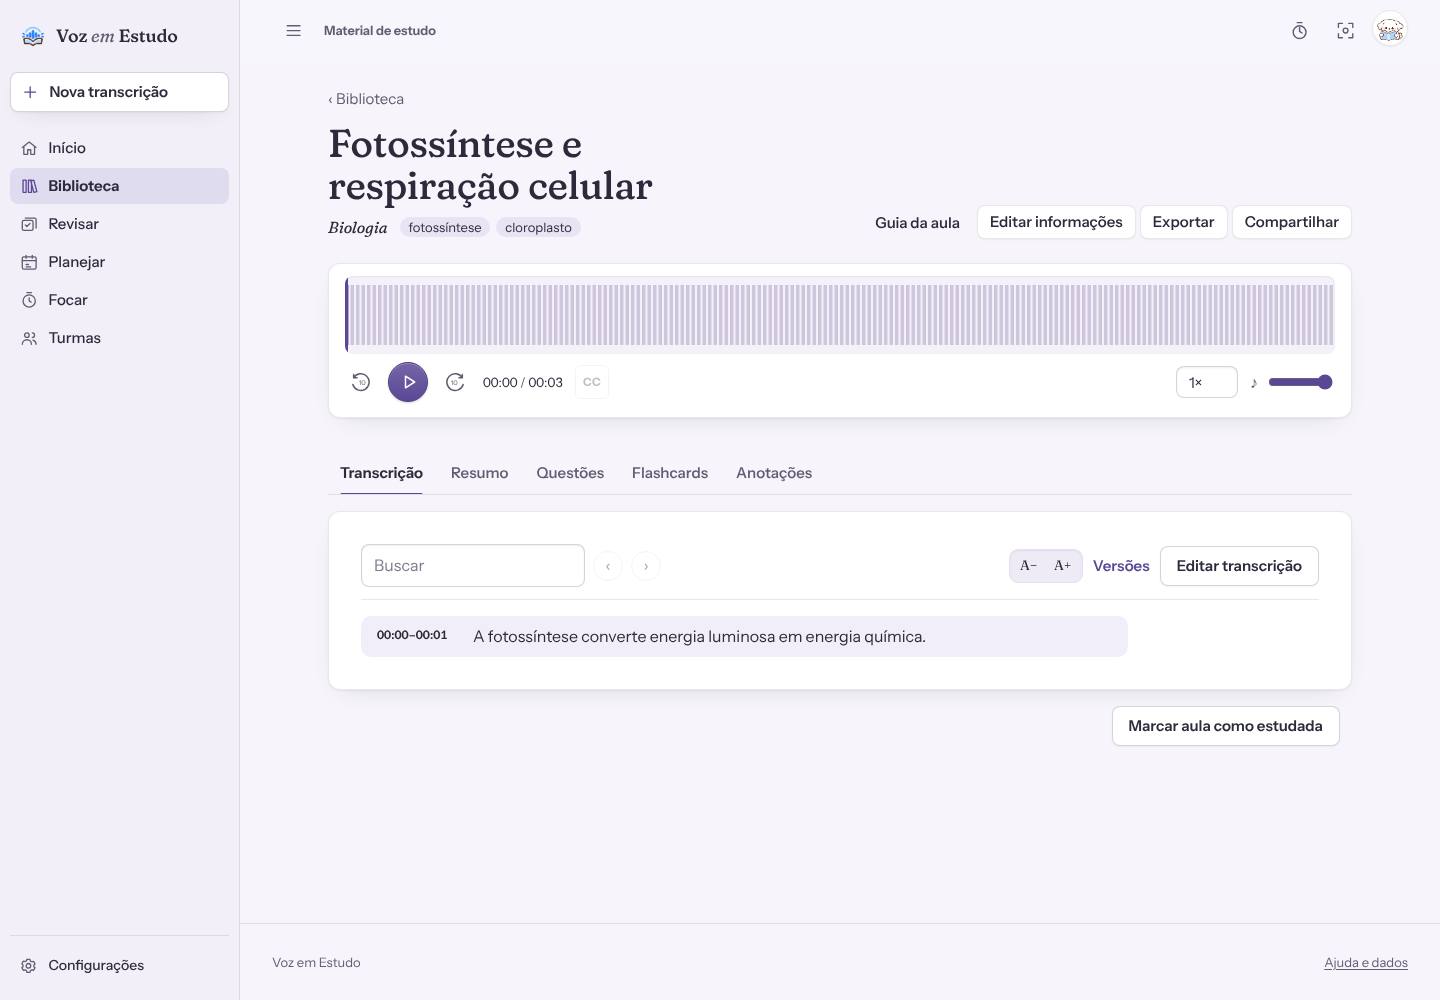 Voz em Estudo
Nova transcrição
Início
Biblioteca
Revisar
Planejar
Focar
Turmas
Configurações
Material de estudo
‹ Biblioteca
Fotossíntese e
respiração celular
Biologia fotossíntese cloroplasto
Guia da aula Editar informações Exportar Compartilhar
10 10 00:00 / 00:03 CC 1×
Transcrição Resumo Questões Flashcards Anotações
Buscar ‹ › A− A+ Versões Editar transcrição
00:00–00:01 A fotossíntese converte energia luminosa em energia química.
Marcar aula como estudada
Voz em Estudo Ajuda e dados